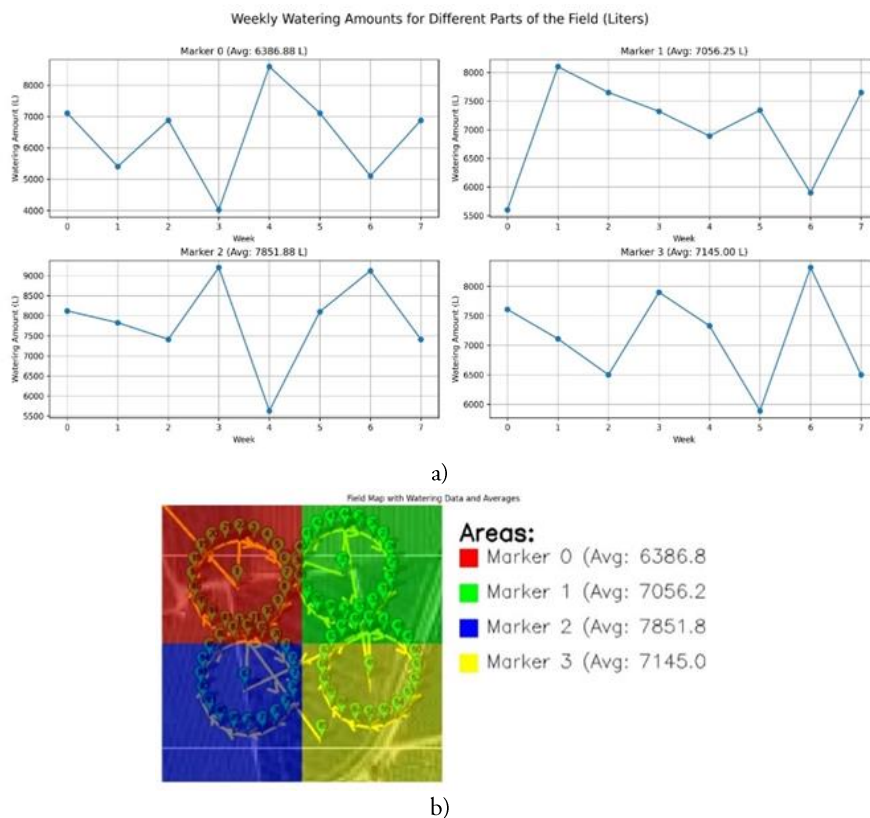 Weekly Watering Amounts for Different Parts of the Field (Liters)
Marker 0 (Avg: 6386.88 L)
Watering Amount (L)
8000
7000
6000
5000
4000
0 1 2 3 4 5 6 7
Week
Marker 1 (Avg: 7056.25 L)
Watering Amount (L)
8000
7500
7000
6500
6000
5500
0 1 2 3 4 5 6 7
Week
Marker 2 (Avg: 7851.88 L)
Watering Amount (L)
9000
8500
8000
7500
7000
6500
6000
5500
0 1 2 3 4 5 6 7
Week
Marker 3 (Avg: 7145.00 L)
Watering Amount (L)
8000
7500
7000
6500
6000
0 1 2 3 4 5 6 7
Week
a)
Field Map with Watering Data and Averages
Areas:
Marker 0 (Avg: 6386.8
Marker 1 (Avg: 7056.2
Marker 2 (Avg: 7851.8
Marker 3 (Avg: 7145.0
b)